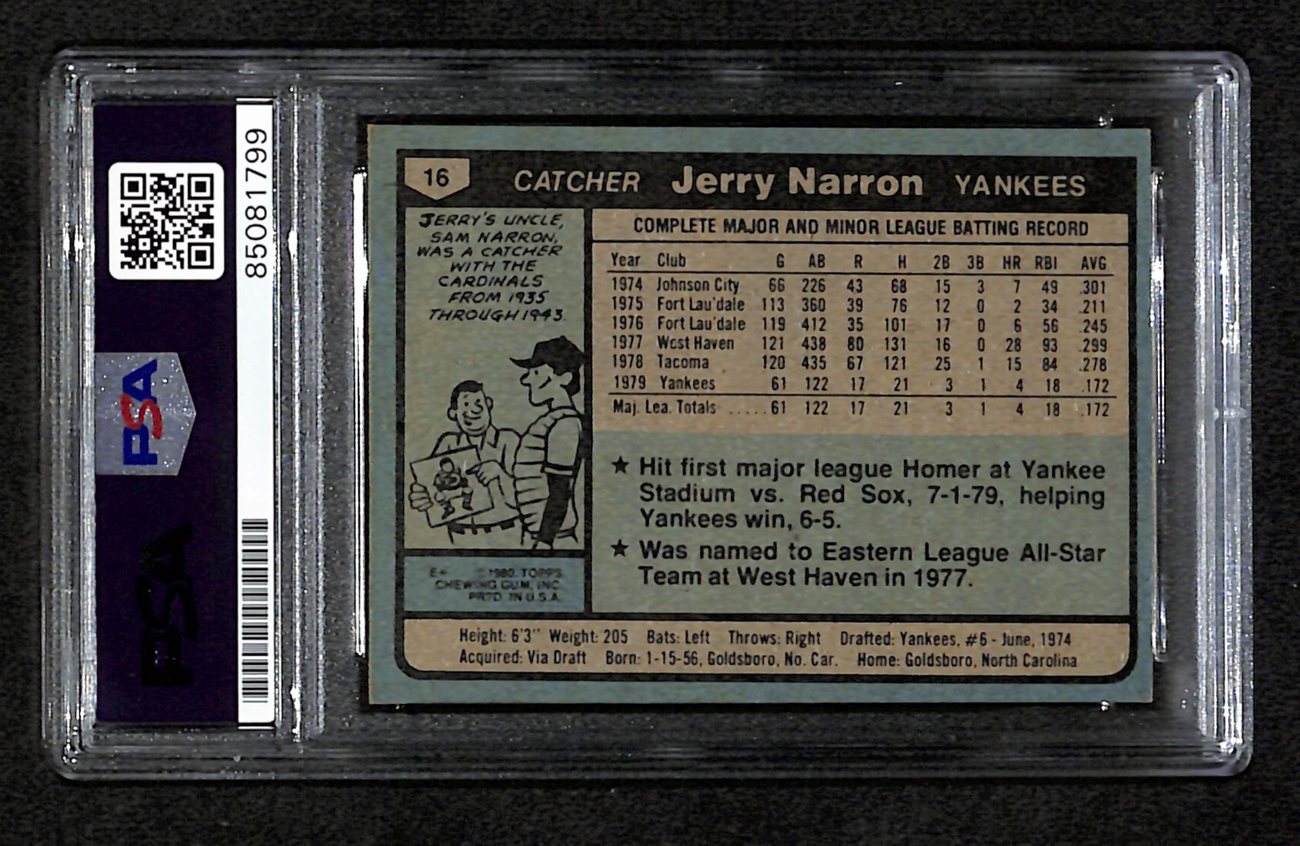 85081799
PSA
PSA
16 CATCHER Jerry Narron YANKEES
JERRY'S UNCLE,
SAM NARRON,
WAS A CATCHER
WITH THE
CARDINALS
FROM 1935
THROUGH 1943.
COMPLETE MAJOR AND MINOR LEAGUE BATTING RECORD
Year Club G AB R H 2B 3B HR RBI AVG
1974 Johnson City 66 226 43 68 15 3 7 49 .301
1975 Fort Lau'dale 113 360 39 76 12 0 2 34 .211
1976 Fort Lau'dale 119 412 35 101 17 0 6 56 .245
1977 West Haven 121 438 80 131 16 0 28 93 .299
1978 Tacoma 120 435 67 121 25 1 15 84 .278
1979 Yankees 61 122 17 21 3 1 4 18 .172
Maj. Lea. Totals ..... 61 122 17 21 3 1 4 18 .172
★ Hit first major league Homer at Yankee
Stadium vs. Red Sox, 7-1-79, helping
Yankees win, 6-5.
★ Was named to Eastern League All-Star
Team at West Haven in 1977.
© 1980 TOPPS
CHEWING GUM, INC.
PRTD. IN U.S.A.
Height: 6'3" Weight: 205 Bats: Left Throws: Right Drafted: Yankees, #6 - June, 1974
Acquired: Via Draft Born: 1-15-56, Goldsboro, No. Car. Home: Goldsboro, North Carolina